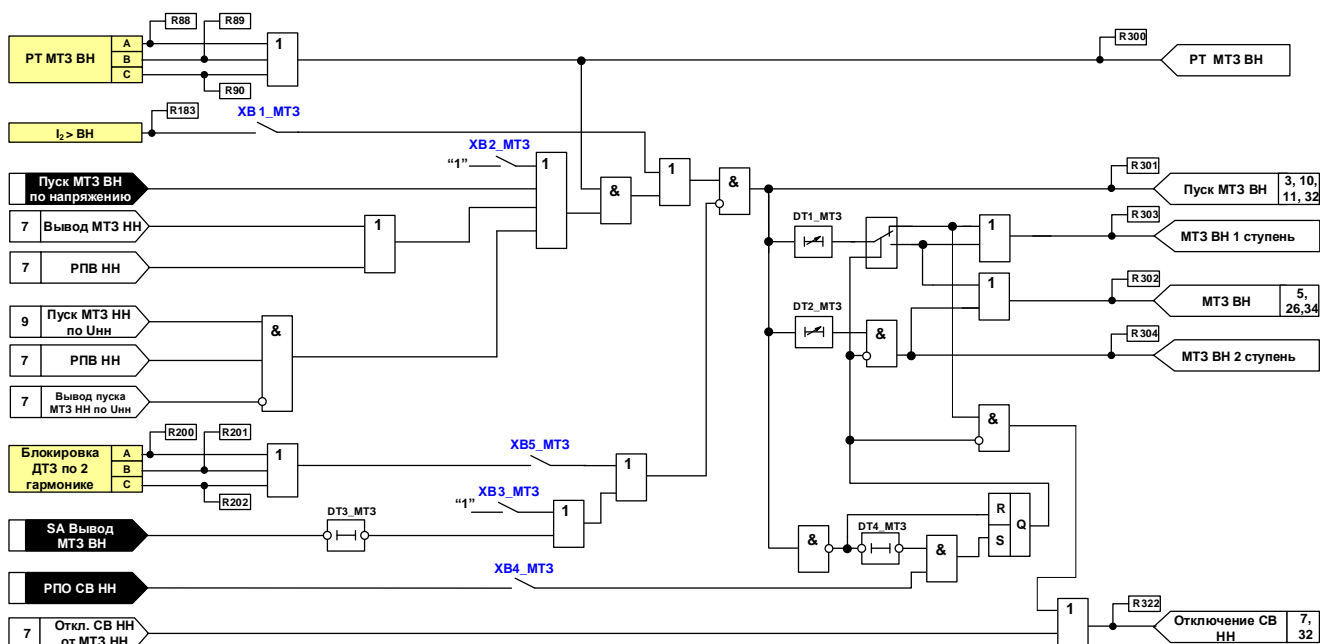 R88
R89
R300
РТ МТЗ ВН
A
B
C
1
РТ МТЗ ВН
R90
R183
XB1_МТЗ
I₂ > ВН
XB2_МТЗ
“1”
1
1
&
R301
Пуск МТЗ ВН
по напряжению
&
Пуск МТЗ ВН
3, 10,
11, 32
7
Вывод МТЗ НН
1
DT1_МТЗ
R303
1
МТЗ ВН 1 ступень
7
РПВ НН
R302
1
МТЗ ВН
5,
26,34
9
Пуск МТЗ НН
по Uнн
&
DT2_МТЗ
&
R304
7
РПВ НН
МТЗ ВН 2 ступень
7
Вывод пуска
МТЗ НН по Uнн
&
R200
R201
Блокировка
ДТЗ по 2
гармонике
A
B
C
1
XB5_МТЗ
1
R202
XB3_МТЗ
“1”
1
DT3_МТЗ
SA Вывод
МТЗ ВН
R
S
Q
&
DT4_МТЗ
&
РПО СВ НН
XB4_МТЗ
R322
7
Откл. СВ НН
от МТЗ НН
1
Отключение СВ
НН
7,
32